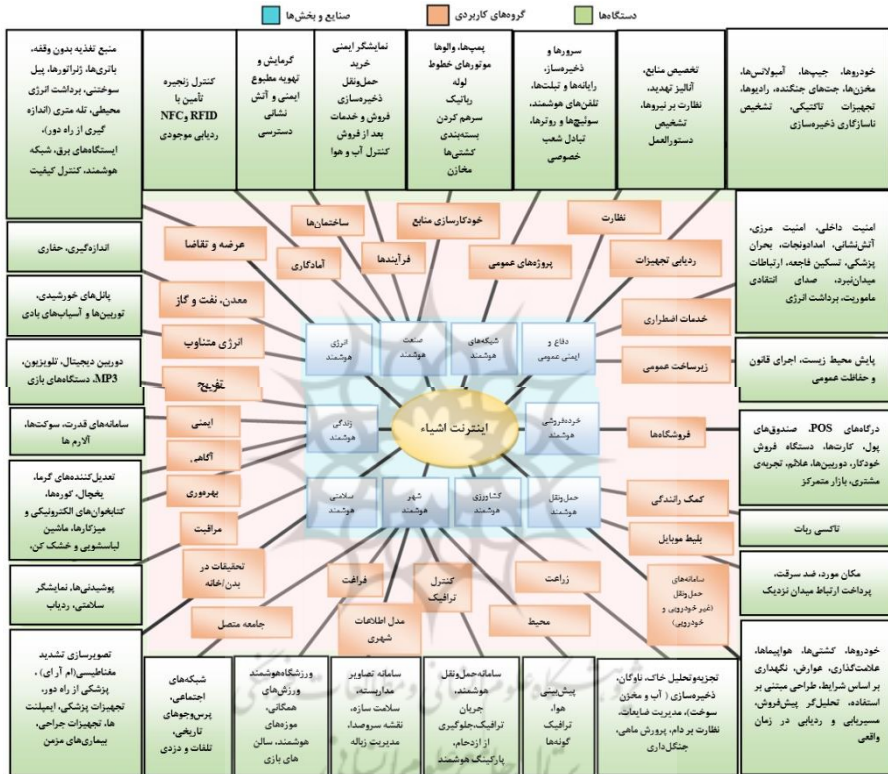 صنایع و بخش‌ها
گروه‌های کاربردی
دستگاه‌ها
خودروها، جیپ‌ها، آمبولانس‌ها،
مخزن‌ها، جت‌های جنگنده، رادیوها،
تجهیزات تاکتیکی، تشخیص
ناسازگاری ذخیره‌سازی
تخصیص منابع،
آنالیز تهدید،
نظارت بر نیروها،
تشخیص
دستورالعمل
سرورها و
ذخیره‌ساز،
رایانه‌ها و تبلت‌ها،
تلفن‌های هوشمند،
سوئیچ‌ها و روترها،
تبادل شعب
خصوصی
پمپ‌ها، والوها
موتورهای خطوط
لوله
رباتیک
سرهم کردن
بسته‌بندی
کشتی‌ها
مخازن
نمایشگر ایمنی
خرید
حمل‌ونقل
ذخیره‌سازی
فروش و خدمات
بعد از فروش
کنترل آب و هوا
گرمایش و
تهویه مطبوع
ایمنی و آتش
نشانی
دسترسی
کنترل زنجیره
تأمین با
RFID وNFC
ردیابی موجودی
منبع تغذیه بدون وقفه،
باتری‌ها، ژنراتورها، پیل
سوختنی، برداشت انرژی
محیطی، تله متری (اندازه
گیری از راه دور)،
ایستگاه‌های برق، شبکه
هوشمند، کنترل کیفیت
امنیت داخلی، امنیت مرزی،
آتش‌نشانی، امدادونجات، بحران
پزشکی، تسکین فاجعه، ارتباطات
میدان‌نبرد، صدای انتقادی
ماموریت، برداشت انرژی
پایش محیط زیست، اجرای قانون
و حفاظت عمومی
درگاه‌های POS، صندوق‌های
پول، کارت‌ها، دستگاه فروش
خودکار، دوربین‌ها، علائم، تجربه‌ی
مشتری، بازار متمرکز
تاکسی ربات
مکان مورد، ضد سرقت،
پرداخت ارتباط میدان نزدیک
خودروها، کشتی‌ها، هواپیماها،
علامت‌گذاری، عوارض، نگهداری
بر اساس شرایط، طراحی مبتنی بر
استفاده، تحلیل‌گر پیش‌فروش،
مسیریابی و ردیابی در زمان
واقعی
نظارت
ردیابی تجهیزات
خدمات اضطراری
زیرساخت عمومی
فروشگاه‌ها
کمک رانندگی
بلیط موبایل
سامانه‌های
حمل‌ونقل
(غیر خودرویی و
خودرویی)
خودکارسازی منابع
پروژه‌های عمومی
ساختمان‌ها
فرآیندها
آمادگاری
عرضه و تقاضا
معدن، نفت و گاز
انرژی متناوب
تفریح
ایمنی
آگاهی
بهره‌وری
مراقبت
تحقیقات در
بدن/خانه
جامعه متصل
فراغت
مدل اطلاعات
شهری
کنترل
ترافیک
زراعت
محیط
دفاع و
ایمنی عمومی
شبکه‌های
هوشمند
صنعت
هوشمند
انرژی
هوشمند
خرده‌فروشی
هوشمند
اینترنت اشیاء
زندگی
هوشمند
حمل‌ونقل
هوشمند
کشاورزی
هوشمند
شهر
هوشمند
سلامتی
هوشمند
اندازه‌گیری، حفاری
پانل‌های خورشیدی،
توربین‌ها و آسیاب‌های بادی
دوربین دیجیتال، تلویزیون،
MP3، دستگاه‌های بازی
سامانه‌های قدرت، سوکت‌ها،
آلارم ها
تعدیل‌کننده‌های گرما،
یخچال، کوره‌ها،
کتابخوان‌های الکترونیکی و
میزکارها، ماشین
لباسشویی و خشک کن،
پوشیدنی‌ها، نمایشگر
سلامتی، ردیاب
تصویرسازی تشدید
مغناطیسی(ام آر ای) ،
پزشکی از راه دور،
تجهیزات پزشکی، ایمپلنت
ها، تجهیزات جراحی،
بیماری‌های مزمن
شبکه‌های
اجتماعی،
پرس‌وجوهای
تاریخی،
تلفات و دزدی
ورزشگاه‌هوشمند
ورزش‌های
همگانی،
موزه‌های
هوشمند، سالن
های بازی
سامانه تصاویر
مداربسته،
سلامت سازه،
نقشه سروصدا،
مدیریت زباله
سامانه‌حمل‌ونقل
هوشمند،
جریان
ترافیک،جلوگیری
از ازدحام،
پارکینگ هوشمند
پیش‌بینی
هوا،
ترافیک
گونه‌ها
تجزیه‌وتحلیل خاک، ناوگان،
ذخیره‌سازی ( آب و مخزن
سوخت)، مدیریت ضایعات،
نظارت بر دام، پرورش ماهی،
جنگل‌داری
پژوهشگاه علوم انسانی و مطالعات فرهنگی
پرتال جامع علوم انسانی